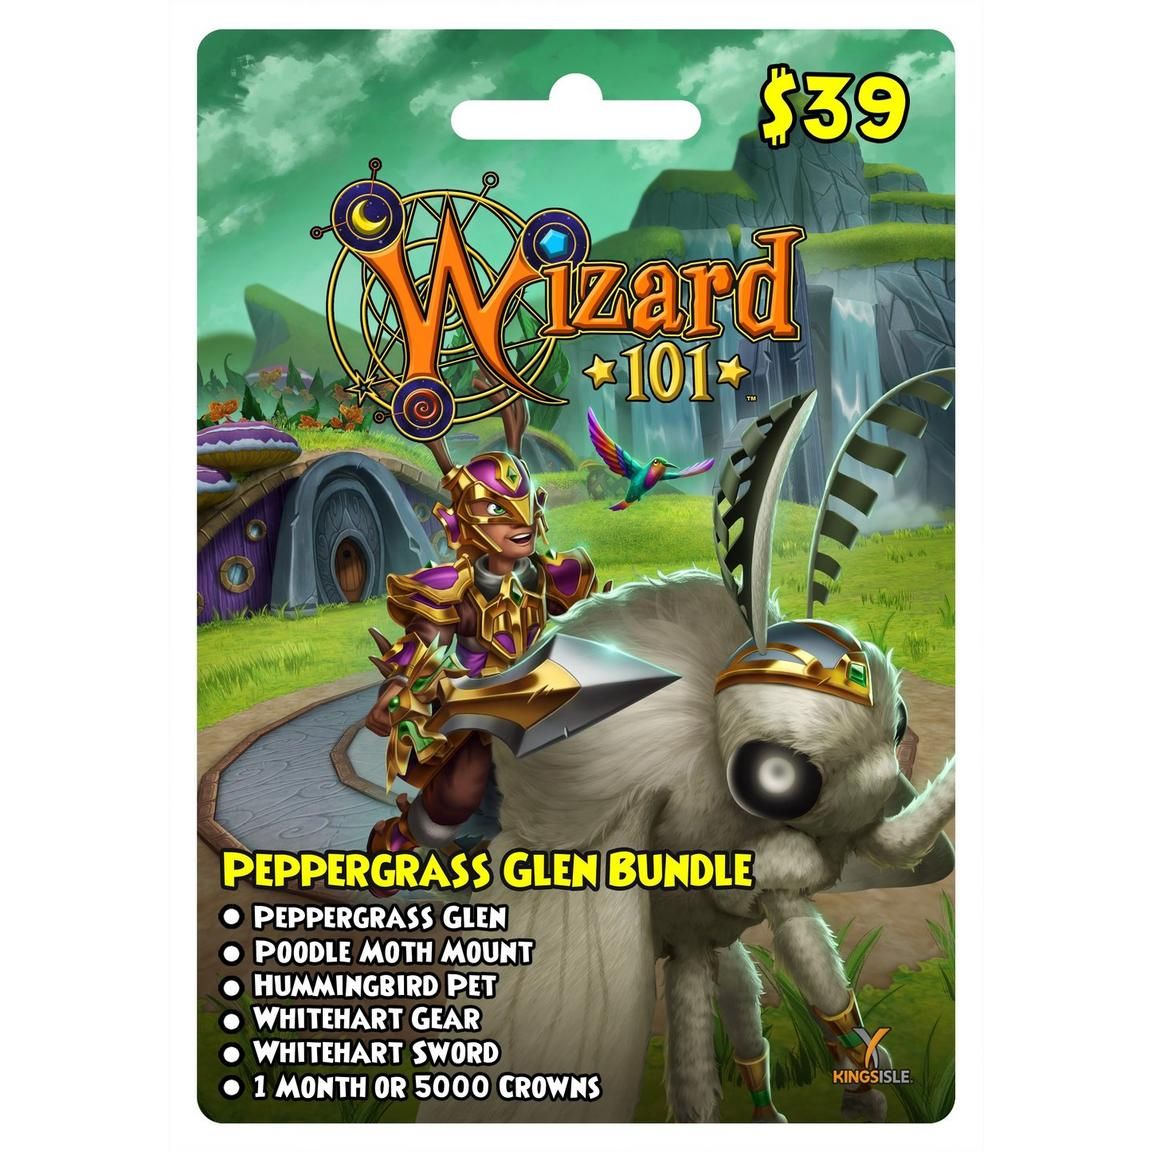 $39
Wizard
101
TM
Peppergrass Glen Bundle
• Peppergrass Glen
• Poodle Moth Mount
• Hummingbird Pet
• Whitehart Gear
• Whitehart Sword
• 1 Month or 5000 Crowns
KINGSISLE.